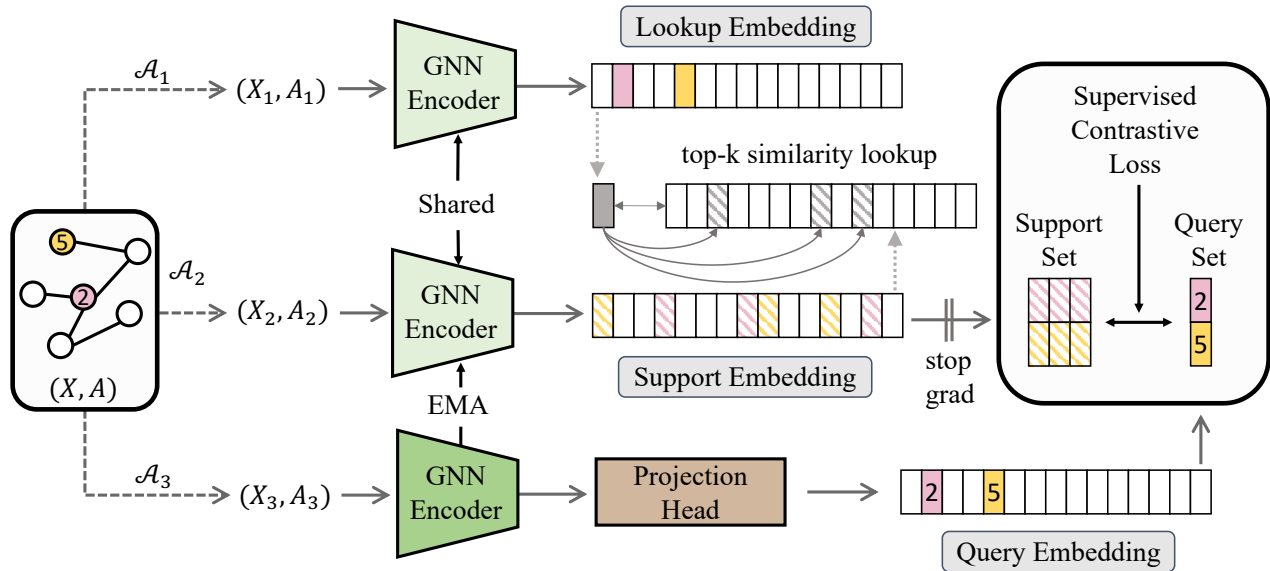 Lookup Embedding
𝒜₁
(X₁, A₁)
GNN
Encoder
Supervised
Contrastive
Loss
top-k similarity lookup
Shared
5
2
𝒜₂
(X₂, A₂)
GNN
Encoder
Support
Set
Query
Set
2
5
(X, A)
Support Embedding
stop
grad
EMA
𝒜₃
(X₃, A₃)
GNN
Encoder
Projection
Head
2
5
Query Embedding